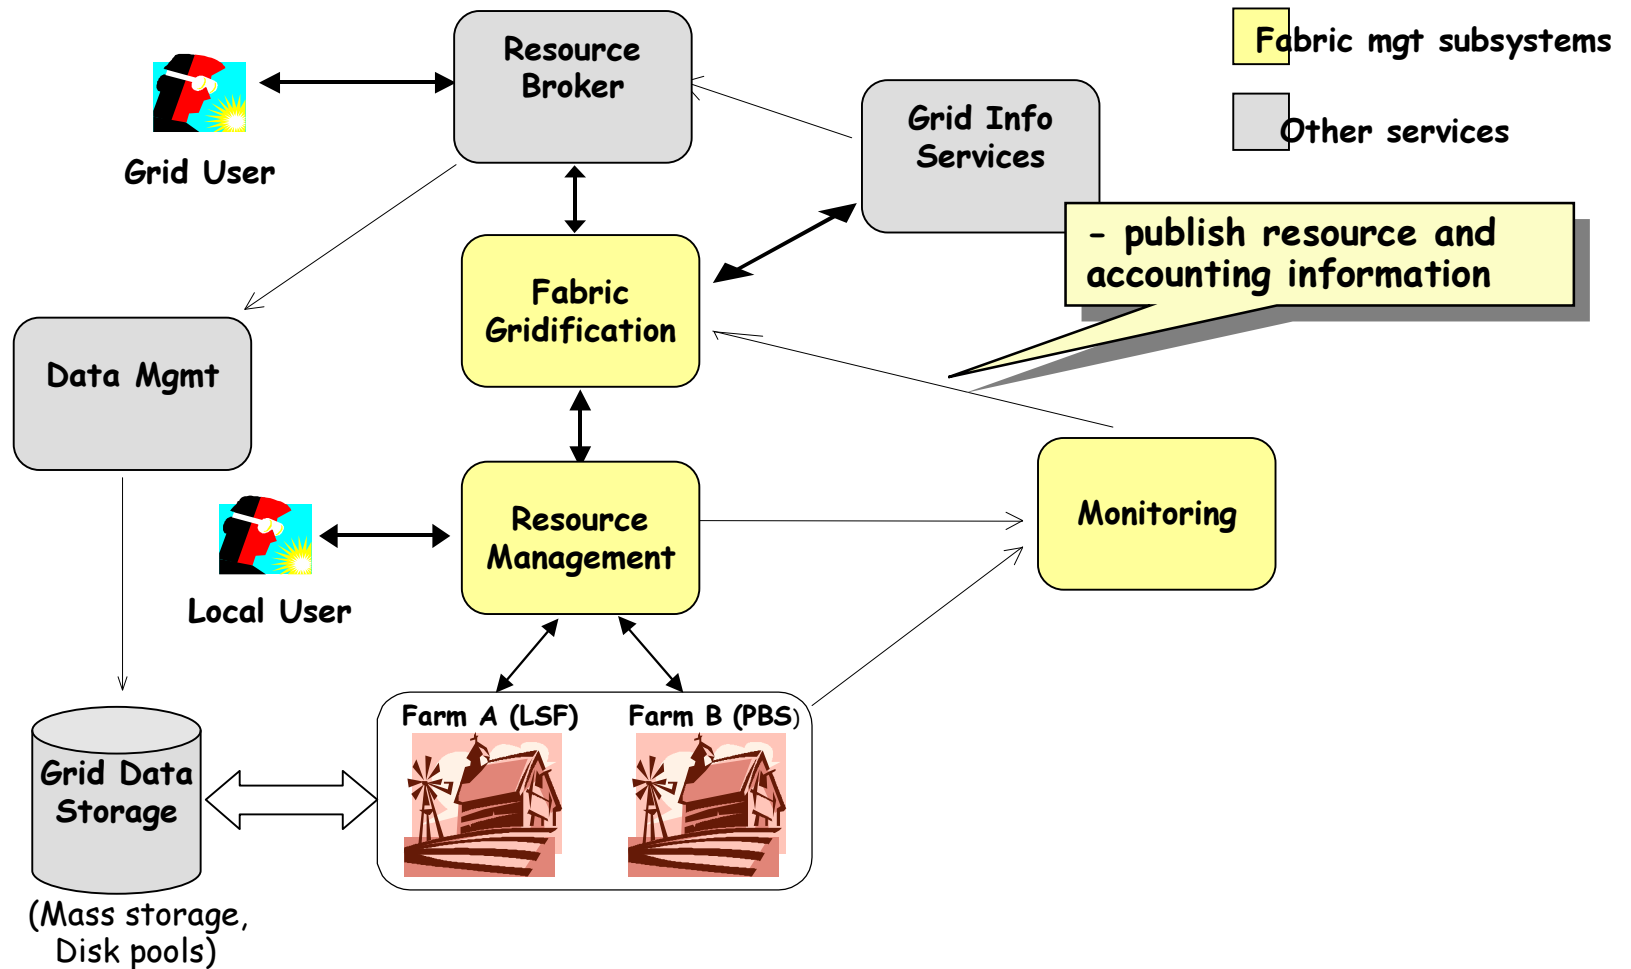 Resource
Broker
Fabric mgt subsystems
Grid Info
Services
Other services
Grid User
- publish resource and
accounting information
Fabric
Gridification
Data Mgmt
Resource
Management
Monitoring
Local User
Farm A (LSF)
Farm B (PBS)
Grid Data
Storage
(Mass storage,
Disk pools)